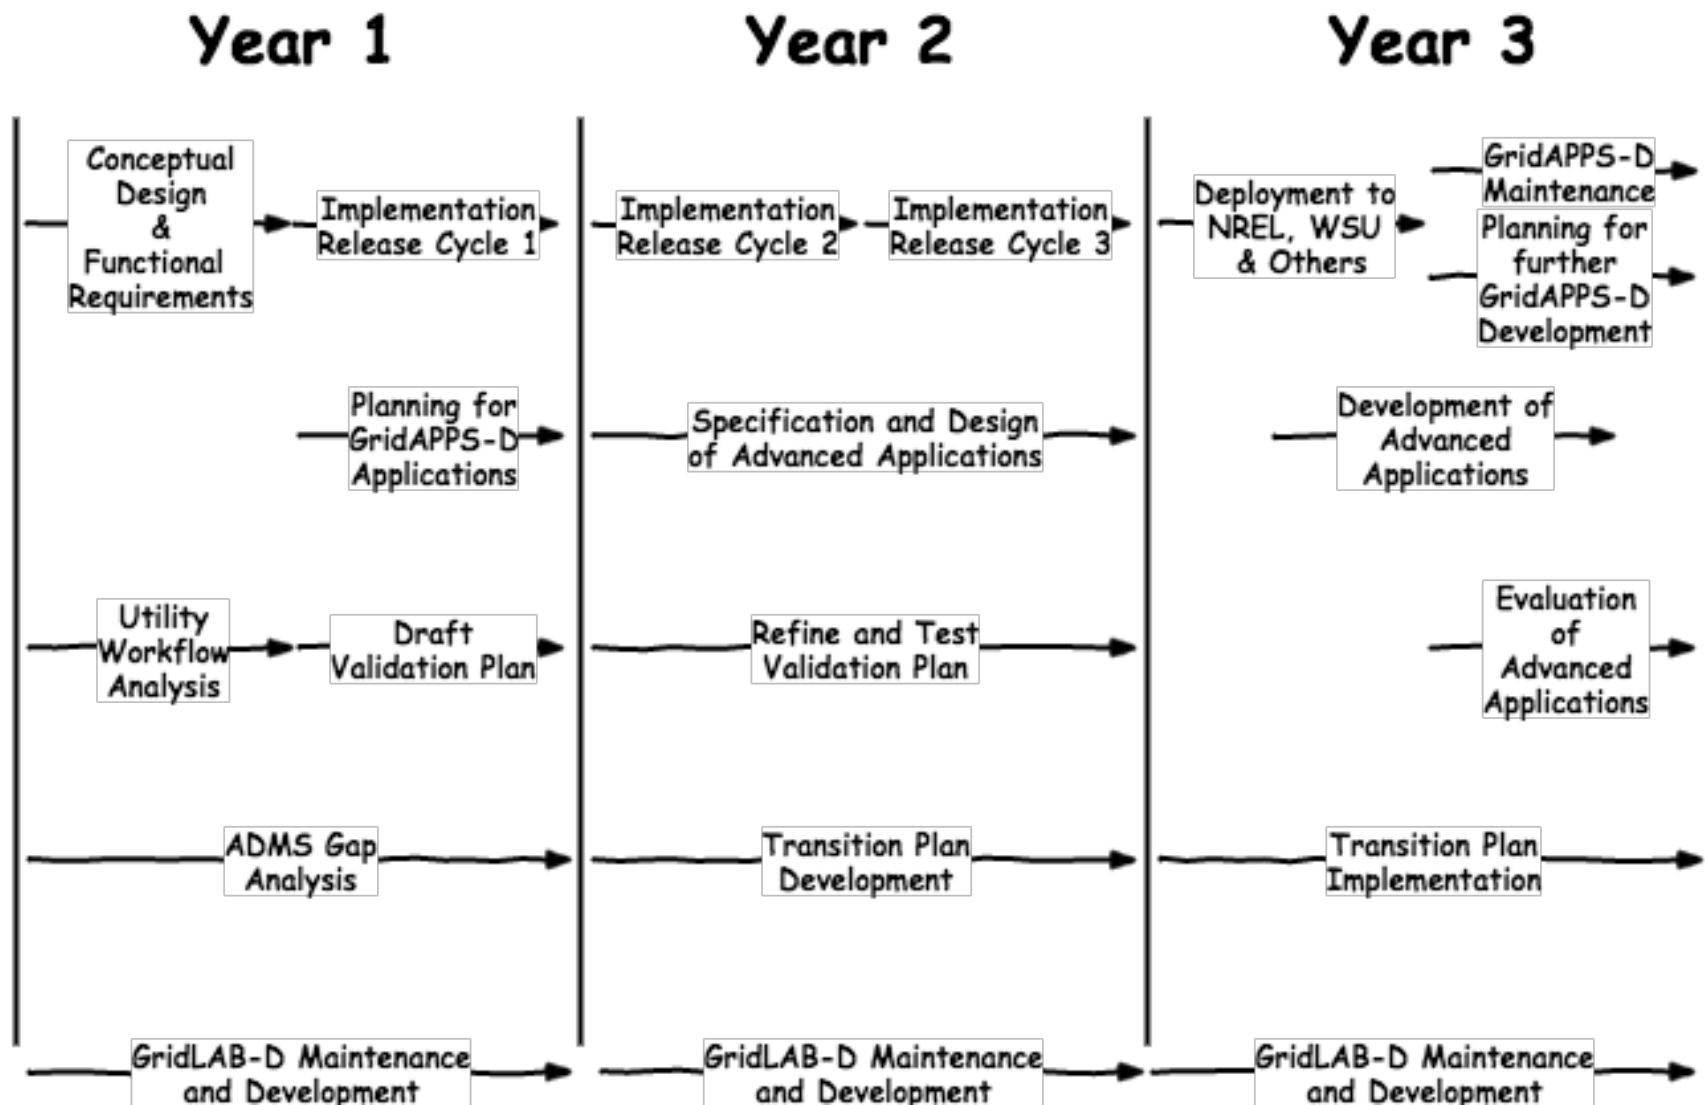 Year 1
Year 2
Year 3
Conceptual
Design
&
Functional
Requirements
Implementation
Release Cycle 1
Implementation
Release Cycle 2
Implementation
Release Cycle 3
Deployment to
NREL, WSU
& Others
GridAPPS-D
Maintenance
Planning for
further
GridAPPS-D
Development
Planning for
GridAPPS-D
Applications
Specification and Design
of Advanced Applications
Development of
Advanced
Applications
Utility
Workflow
Analysis
Draft
Validation Plan
Refine and Test
Validation Plan
Evaluation
of
Advanced
Applications
ADMS Gap
Analysis
Transition Plan
Development
Transition Plan
Implementation
GridLAB-D Maintenance
and Development
GridLAB-D Maintenance
and Development
GridLAB-D Maintenance
and Development